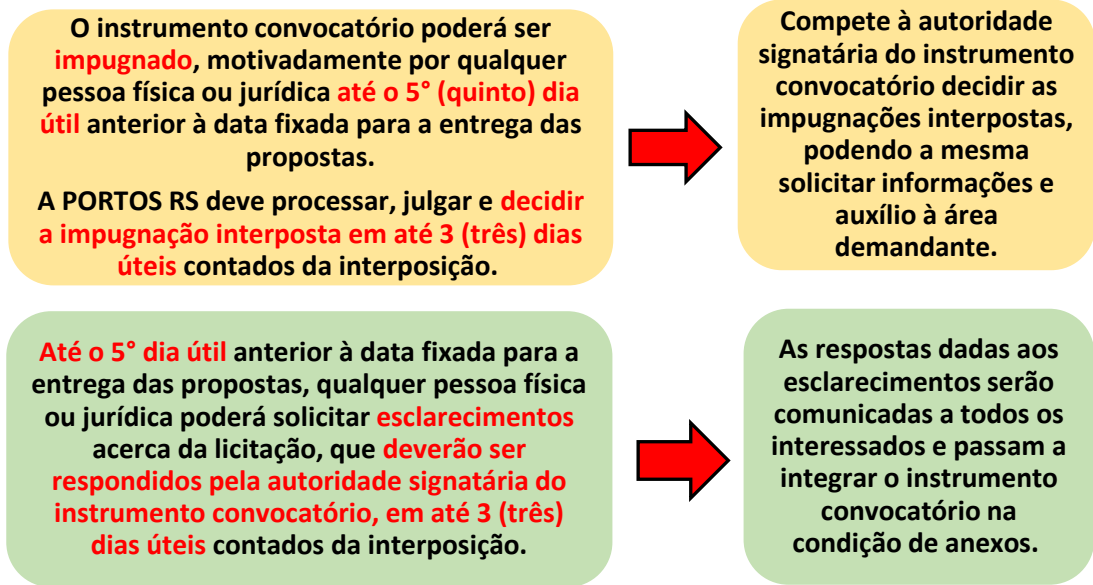 O instrumento convocatório poderá ser
impugnado, motivadamente por qualquer
pessoa física ou jurídica até o 5° (quinto) dia
útil anterior à data fixada para a entrega das
propostas.
A PORTOS RS deve processar, julgar e decidir
a impugnação interposta em até 3 (três) dias
úteis contados da interposição.
Compete à autoridade
signatária do instrumento
convocatório decidir as
impugnações interpostas,
podendo a mesma
solicitar informações e
auxílio à área
demandante.
Até o 5° dia útil anterior à data fixada para a
entrega das propostas, qualquer pessoa física
ou jurídica poderá solicitar esclarecimentos
acerca da licitação, que deverão ser
respondidos pela autoridade signatária do
instrumento convocatório, em até 3 (três)
dias úteis contados da interposição.
As respostas dadas aos
esclarecimentos serão
comunicadas a todos os
interessados e passam a
integrar o instrumento
convocatório na
condição de anexos.